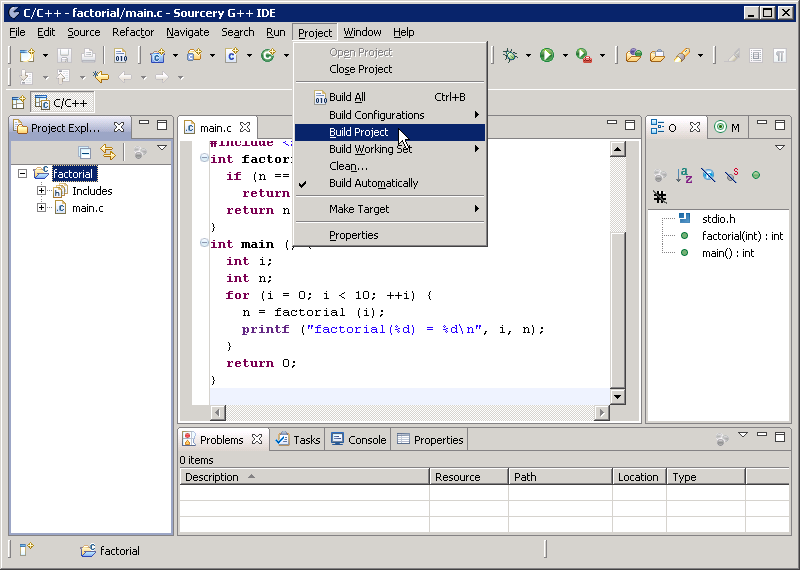 C/C++ - factorial/main.c - Sourcery G++ IDE
File Edit Source Refactor Navigate Search Run Project Window Help
Open Project
Close Project
Build All Ctrl+B
Build Configurations
Build Project
Build Working Set
Clean...
Build Automatically
Make Target
Properties
C/C++
Project Expl...
factorial
Includes
main.c
main.c
#include <
int factori
if (n ==
return
return n
}
int main () {
int i;
int n;
for (i = 0; i < 10; ++i) {
n = factorial (i);
printf ("factorial(%d) = %d\n", i, n);
}
return 0;
}
O
M
stdio.h
factorial(int) : int
main() : int
Problems Tasks Console Properties
0 items
Description Resource Path Location Type
factorial